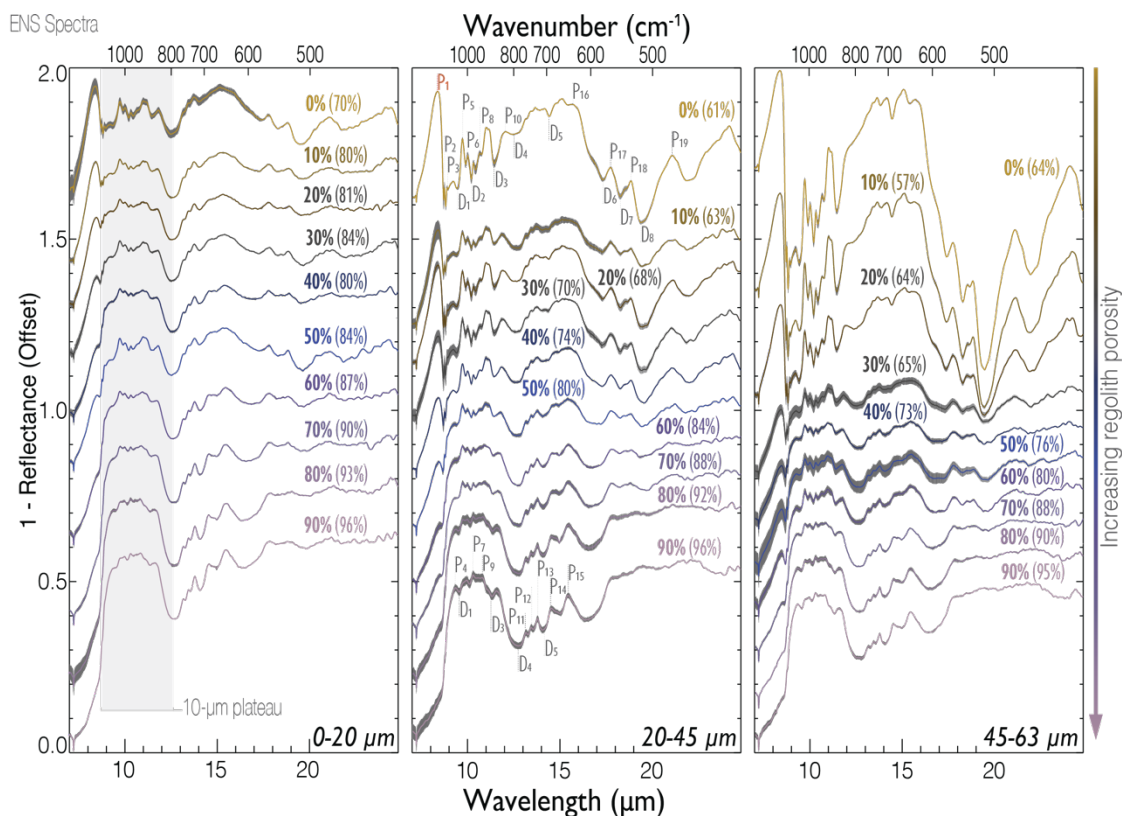 ENS Spectra
Wavenumber (cm⁻¹)
1000 800 700 600 500
1000 800 700 600 500
1000 800 700 600 500
1 - Reflectance (Offset)
2.0
1.5
1.0
0.5
0.0
0% (70%)
10% (80%)
20% (81%)
30% (84%)
40% (80%)
50% (84%)
60% (87%)
70% (90%)
80% (93%)
90% (96%)
10-μm plateau
0-20 μm
10 15 20
P1
P2
P3
P5
P6
P8
P10
P16
P17
P18
P19
D1
D2
D3
D4
D5
D6
D7
D8
0% (61%)
10% (63%)
20% (68%)
30% (70%)
40% (74%)
50% (80%)
60% (84%)
70% (88%)
80% (92%)
90% (96%)
P4
P7
P9
P11
P12
P13
P14
P15
D1
D3
D4
D5
20-45 μm
10 15 20
0% (64%)
10% (57%)
20% (64%)
30% (65%)
40% (73%)
50% (76%)
60% (80%)
70% (88%)
80% (90%)
90% (95%)
45-63 μm
10 15 20
Wavelength (μm)
Increasing regolith porosity